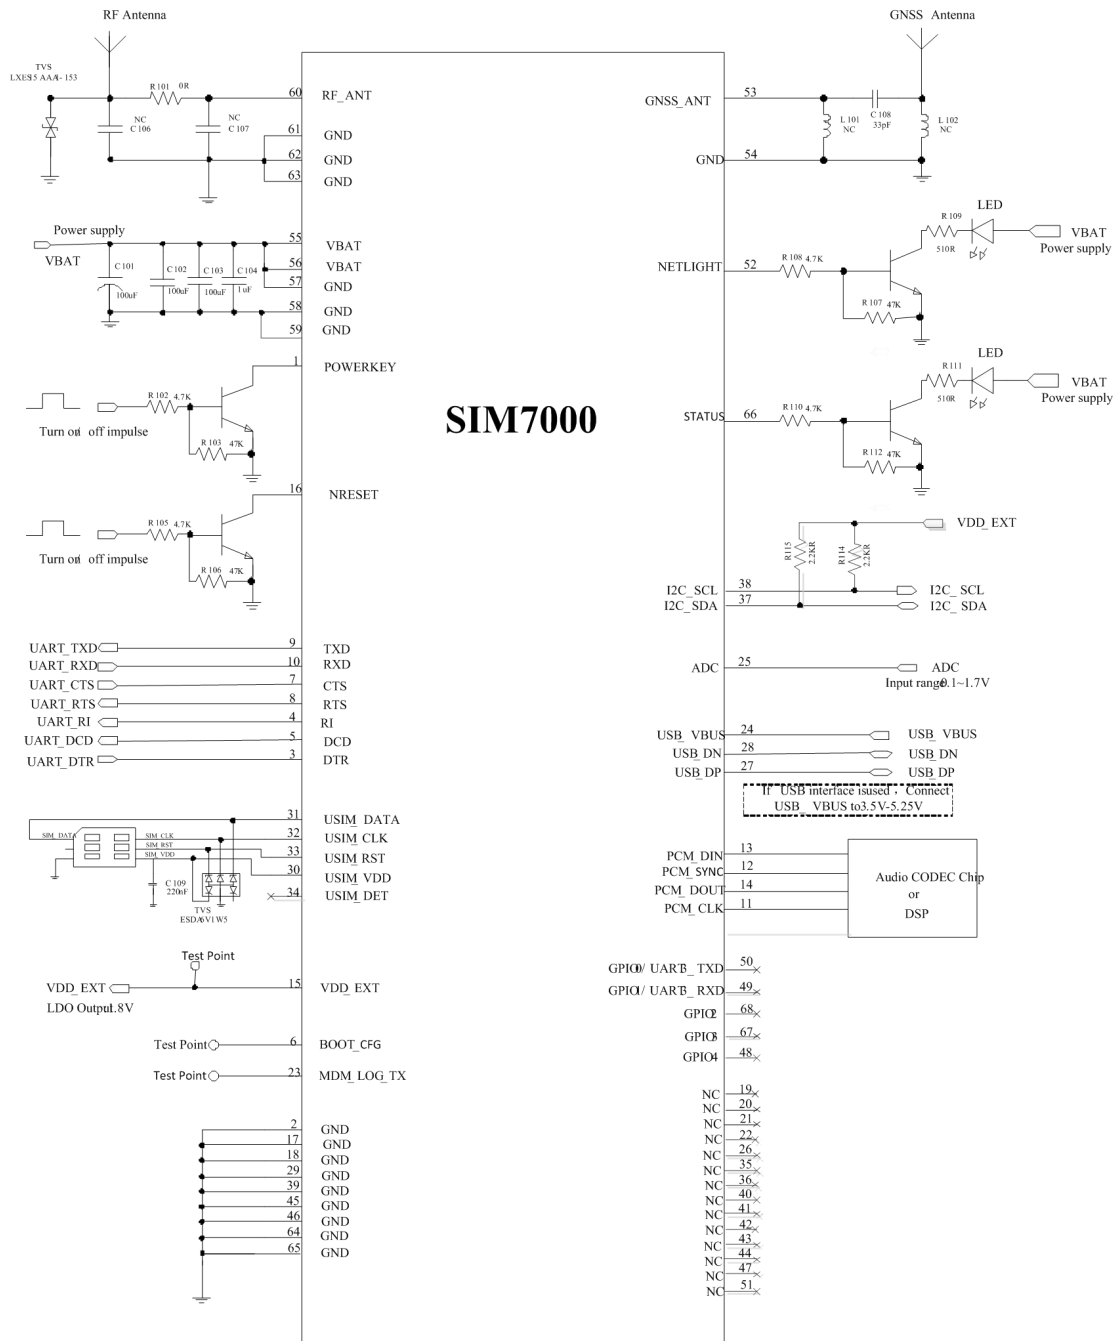 RF Antenna
GNSS Antenna
TVS
LXES15 AAA1-153
R101 0R
60 RF_ANT
NC
C106
NC
C107
61 GND
62 GND
63 GND
GNSS_ANT 53
L101
NC
C108
33pF
L102
NC
GND 54
Power supply
VBAT
C101
100uF
C102
100uF
C103
100uF
C104
1uF
55 VBAT
56 VBAT
57 GND
58 GND
59 GND
NETLIGHT 52
R108 4.7K
R107 47K
R109
510R
LED
VBAT
Power supply
1 POWERKEY
R102 4.7K
Turn on/ off impulse
R103 47K
SIM7000
STATUS 66
R110 4.7K
R112 47K
R111
510R
LED
VBAT
Power supply
16 NRESET
R105 4.7K
Turn on/ off impulse
R106 47K
VDD_EXT
R115 2.2KR
R114 2.2KR
I2C_SCL 38 I2C_SCL
I2C_SDA 37 I2C_SDA
UART_TXD 9 TXD
UART_RXD 10 RXD
UART_CTS 7 CTS
UART_RTS 8 RTS
UART_RI 4 RI
UART_DCD 5 DCD
UART_DTR 3 DTR
ADC 25 ADC
Input range:0.1~1.7V
USB_VBUS 24 USB_VBUS
USB_DN 28 USB_DN
USB_DP 27 USB_DP
If USB interface isused , Connect
USB_VBUS to3.5V-5.25V
31 USIM_DATA
32 USIM_CLK
33 USIM_RST
30 USIM_VDD
34 USIM_DET
SIM_DATA
SIM_CLK
SIM_RST
SIM_VDD
C109
220nF
TVS
ESDA6V1W5
PCM_DIN 13
PCM_SYNC 12
PCM_DOUT 14
PCM_CLK 11
Audio CODEC Chip
or
DSP
Test Point
VDD_EXT 15 VDD_EXT
LDO Output1.8V
Test Point 6 BOOT_CFG
Test Point 23 MDM_LOG_TX
GPIO0/ UART3_TXD 50
GPIO1/ UART3_RXD 49
GPIO2 68
GPIO3 67
GPIO4 48
2 GND
17 GND
18 GND
29 GND
39 GND
45 GND
46 GND
64 GND
65 GND
NC 19
NC 20
NC 21
NC 22
NC 26
NC 35
NC 36
NC 40
NC 41
NC 42
NC 43
NC 44
NC 47
NC 51